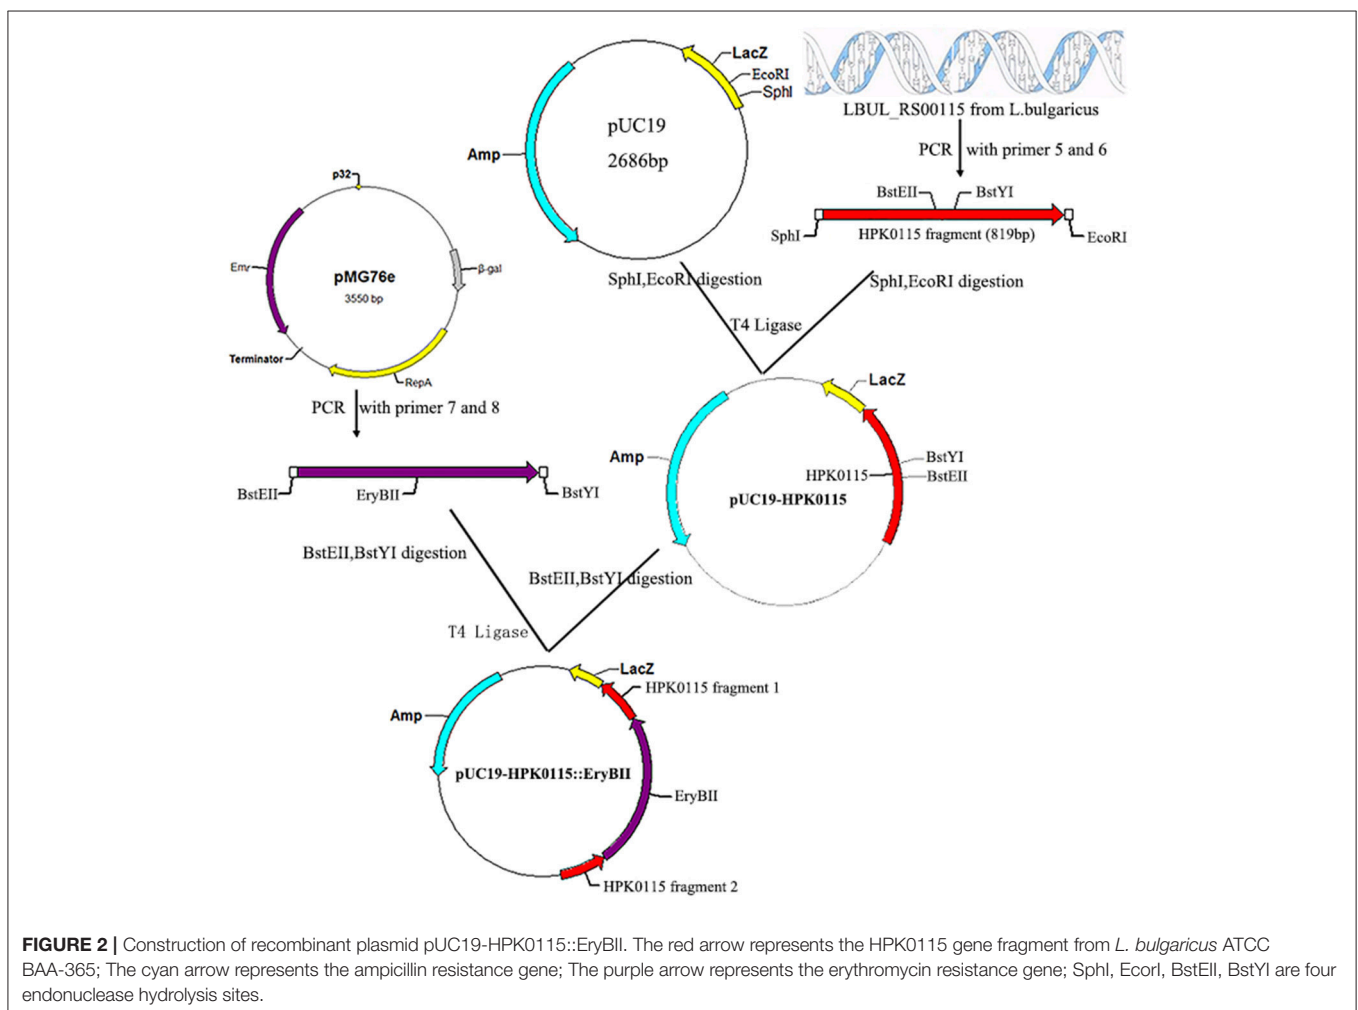 LacZ
EcoRI
SphI
pUC19
2686bp
Amp
LBUL_RS00115 from L.bulgaricus
PCR with primer 5 and 6
BstEII BstYI
SphI HPK0115 fragment (819bp) EcoRI
p32
Emr
pMG76e
3550 bp
β-gal
Terminator
RepA
SphI,EcoRI digestion
SphI,EcoRI digestion
T4 Ligase
PCR with primer 7 and 8
BstEII EryBII BstYI
LacZ
Amp
HPK0115
BstYI
BstEII
pUC19-HPK0115
BstEII,BstYI digestion
BstEII,BstYI digestion
T4 Ligase
LacZ
HPK0115 fragment 1
Amp
pUC19-HPK0115::EryBII
EryBII
HPK0115 fragment 2
FIGURE 2 | Construction of recombinant plasmid pUC19-HPK0115::EryBII. The red arrow represents the HPK0115 gene fragment from L. bulgaricus ATCC
BAA-365; The cyan arrow represents the ampicillin resistance gene; The purple arrow represents the erythromycin resistance gene; SphI, EcorI, BstEII, BstYI are four
endonuclease hydrolysis sites.